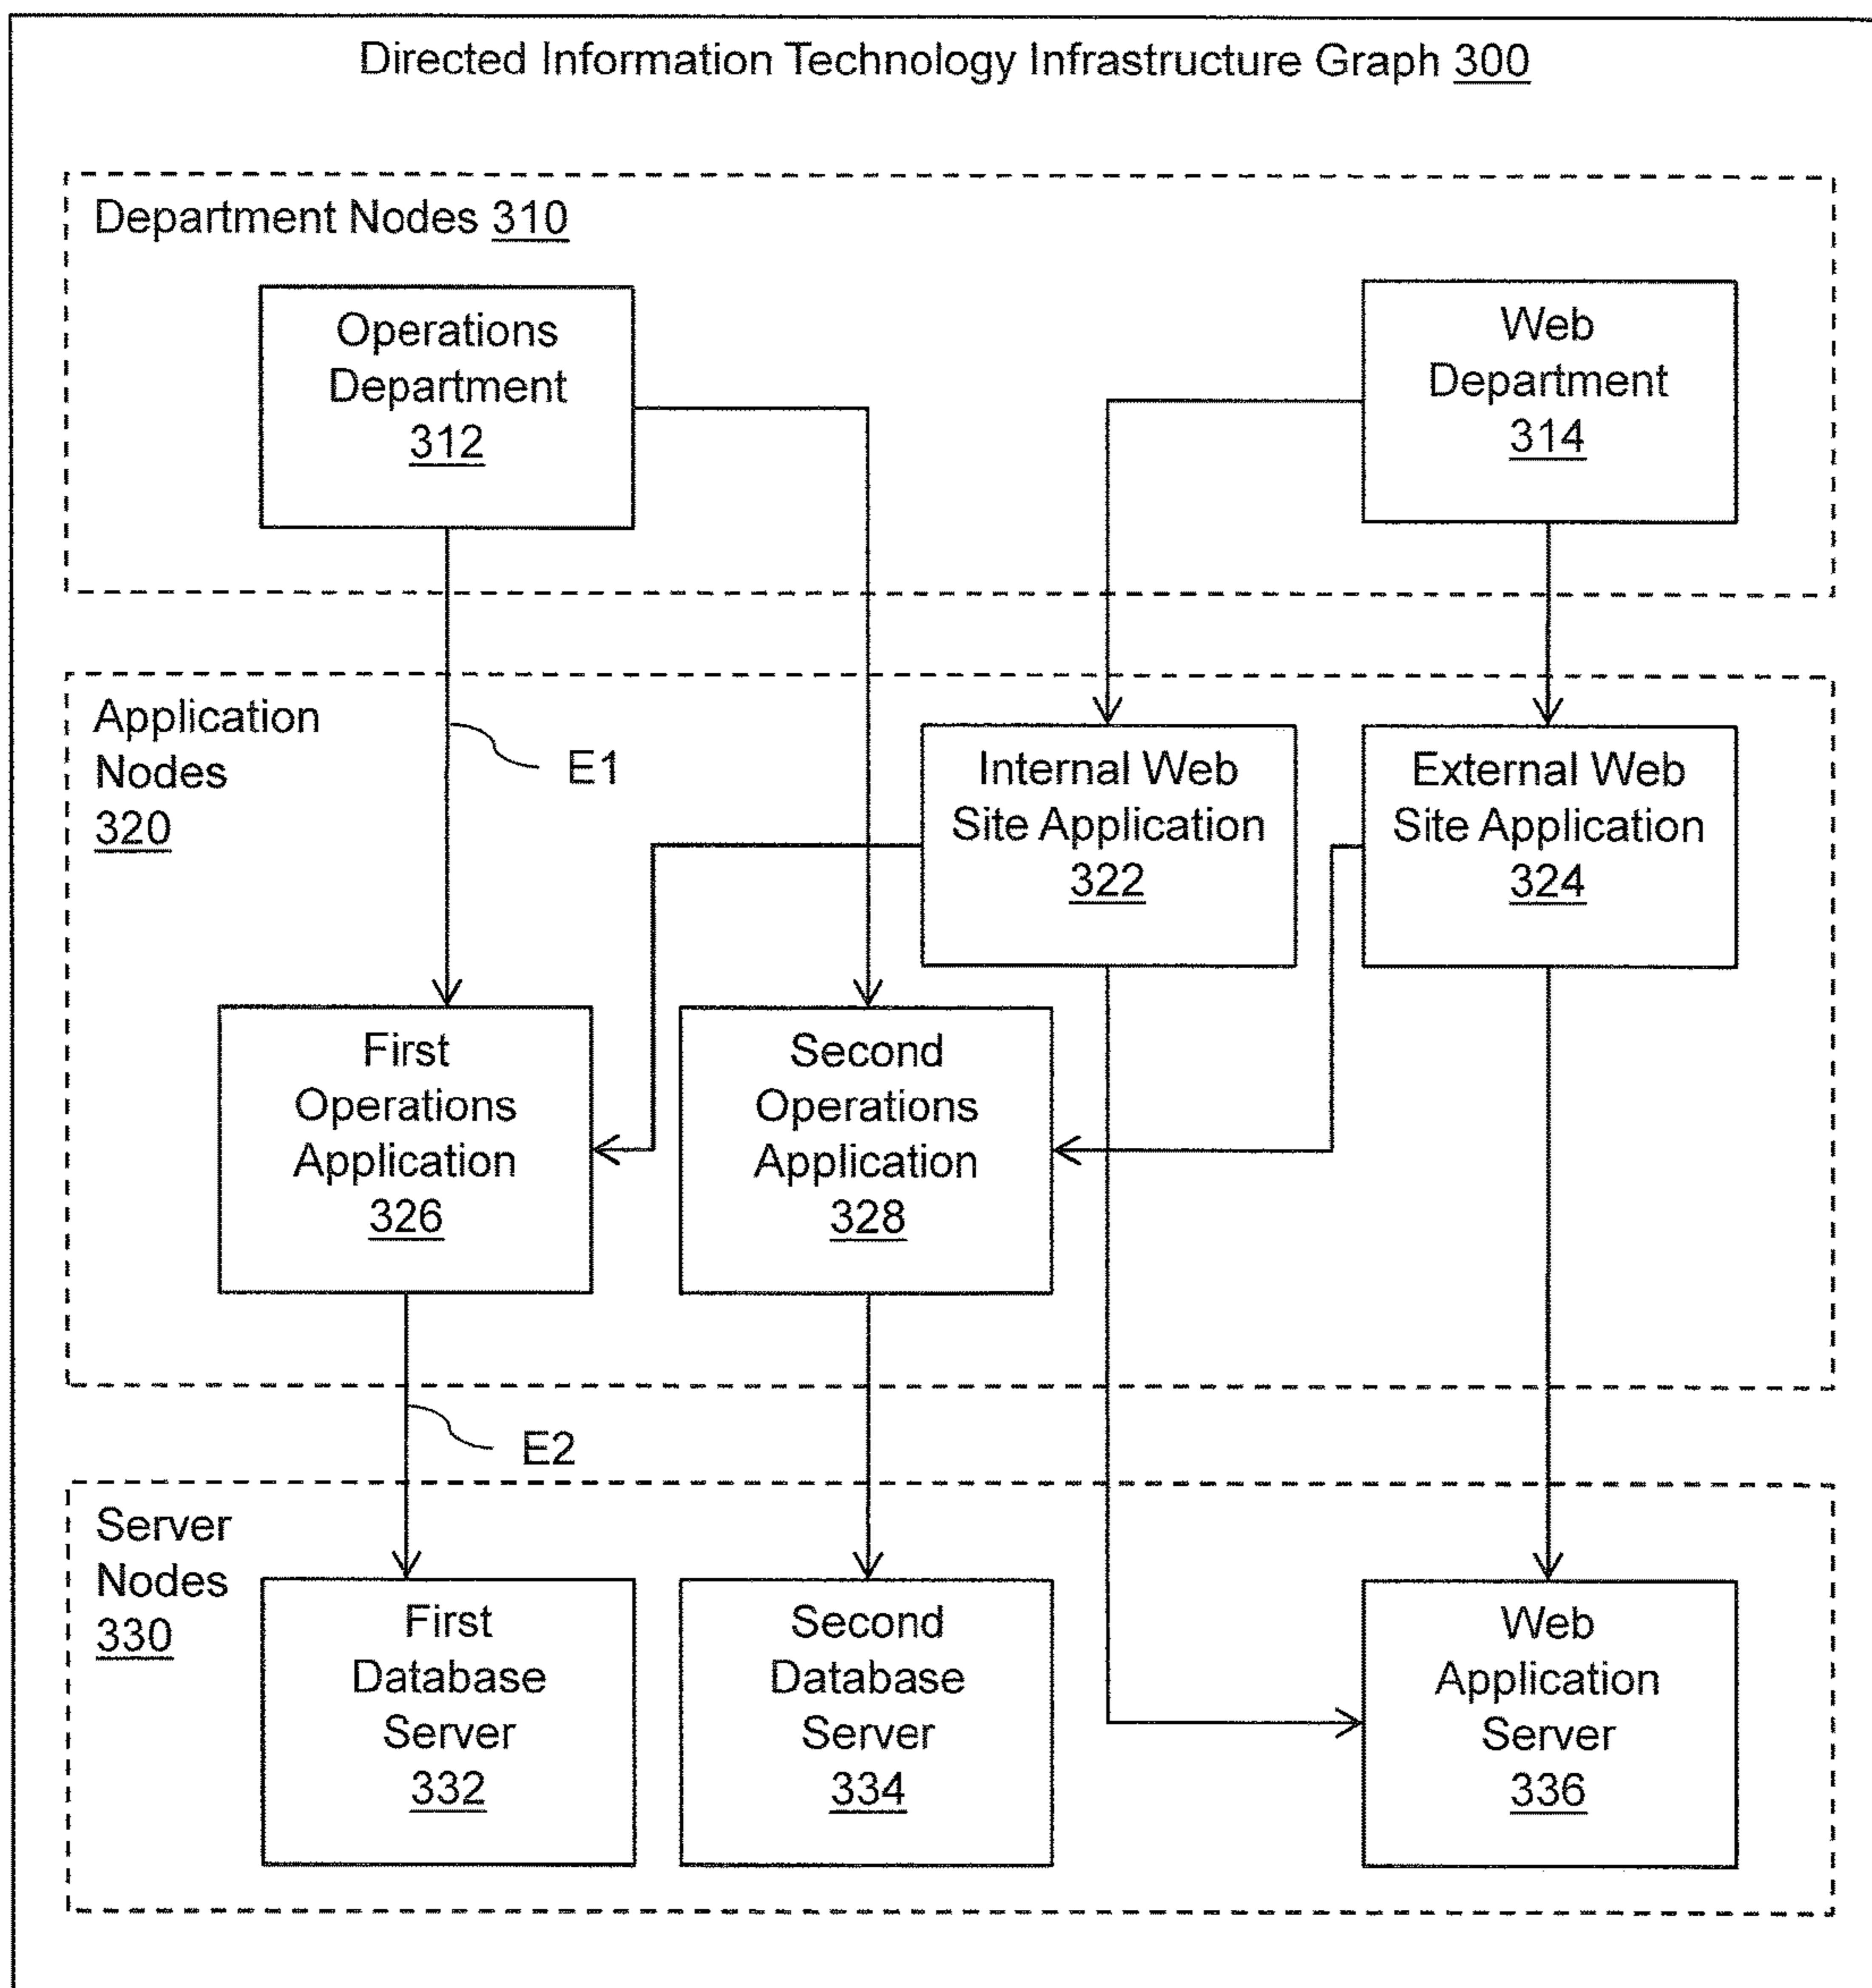 Directed Information Technology Infrastructure Graph 300
Department Nodes 310
Operations
Department
312
Web
Department
314
Application
Nodes
320
E1
Internal Web
Site Application
322
External Web
Site Application
324
First
Operations
Application
326
Second
Operations
Application
328
E2
Server
Nodes
330
First
Database
Server
332
Second
Database
Server
334
Web
Application
Server
336